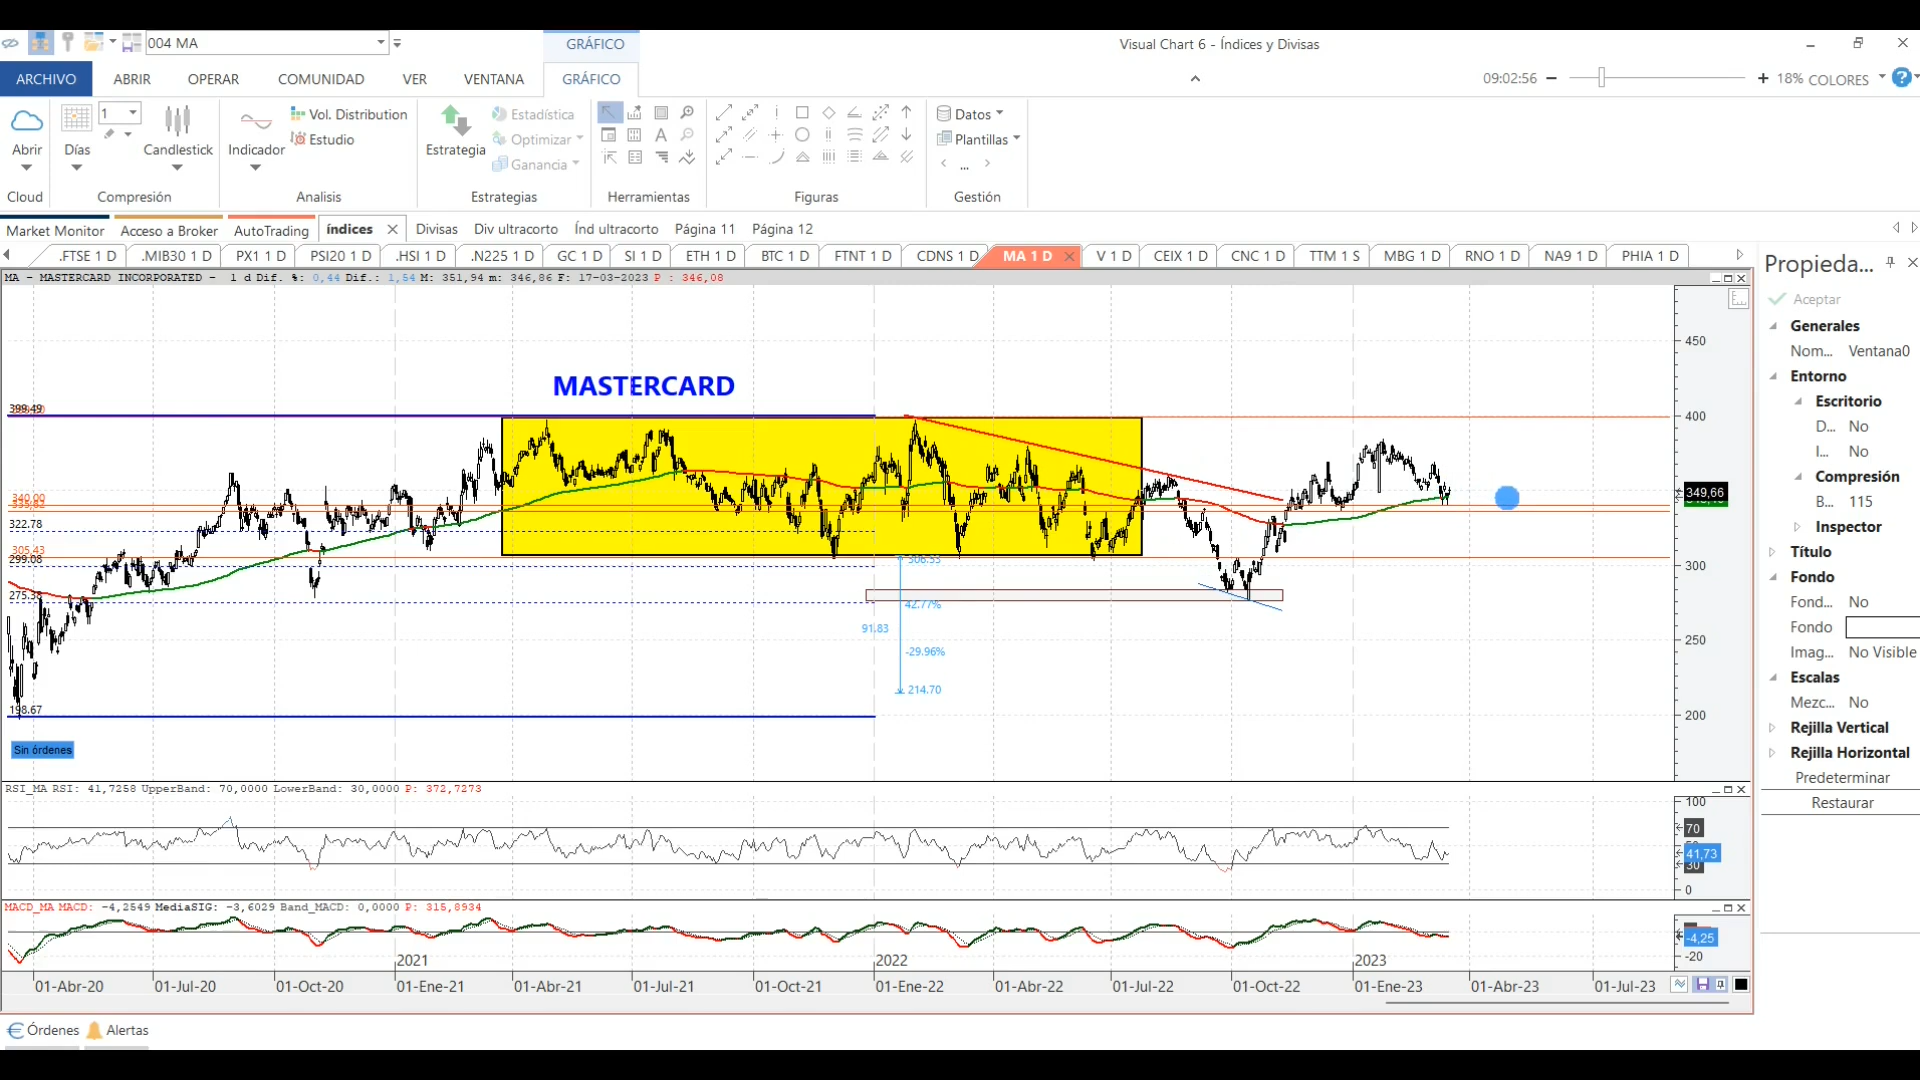 004 MA
GRÁFICO
Visual Chart 6 - Índices y Divisas
ARCHIVO
ABRIR
OPERAR
COMUNIDAD
VER
VENTANA
GRÁFICO
09:02:56
18%
COLORES
Abrir
1
Días
Candlestick
Indicador
Vol. Distribution
Estudio
Estrategia
Estadística
Optimizar
Ganancia
Datos
Plantillas
...
Cloud
Compresión
Analisis
Estrategias
Herramientas
Figuras
Gestión
Market Monitor
Acceso a Broker
AutoTrading
índices
Divisas
Div ultracorto
Índ ultracorto
Página 11
Página 12
.FTSE 1 D
.MIB30 1 D
PX1 1 D
PSI20 1 D
.HSI 1 D
.N225 1 D
GC 1 D
SI 1 D
ETH 1 D
BTC 1 D
FTNT 1 D
CDNS 1 D
MA 1 D
V 1 D
CEIX 1 D
CNC 1 D
TTM 1 S
MBG 1 D
RNO 1 D
NA9 1 D
PHIA 1 D
MA - MASTERCARD INCORPORATED - 1 d Dif. %: 0,44 Dif.: 1,54 M: 351,94 m: 346,86 F: 17-03-2023 P : 346,08
MASTERCARD
399.49
340.00
335,82
322.78
305.43
299.08
275.38
198.67
Sin órdenes
306.53
42.77%
91.83
-29.96%
214.70
450
400
349,66
300
250
200
RSI_MA RSI: 41,7258 UpperBand: 70,0000 LowerBand: 30,0000 P: 372,7273
100
70
41,73
30
0
MACD_MA MACD: -4,2549 MediaSIG: -3,6029 Band_MACD: 0,0000 P: 315,8934
-4,25
-20
2021
2022
2023
01-Abr-20
01-Jul-20
01-Oct-20
01-Ene-21
01-Abr-21
01-Jul-21
01-Oct-21
01-Ene-22
01-Abr-22
01-Jul-22
01-Oct-22
01-Ene-23
01-Abr-23
01-Jul-23
Propieda...
Aceptar
Generales
Nom... Ventana0
Entorno
Escritorio
D... No
I... No
Compresión
B... 115
Inspector
Título
Fondo
Fond... No
Fondo
Imag... No Visible
Escalas
Mezc... No
Rejilla Vertical
Rejilla Horizontal
Predeterminar
Restaurar
Órdenes
Alertas